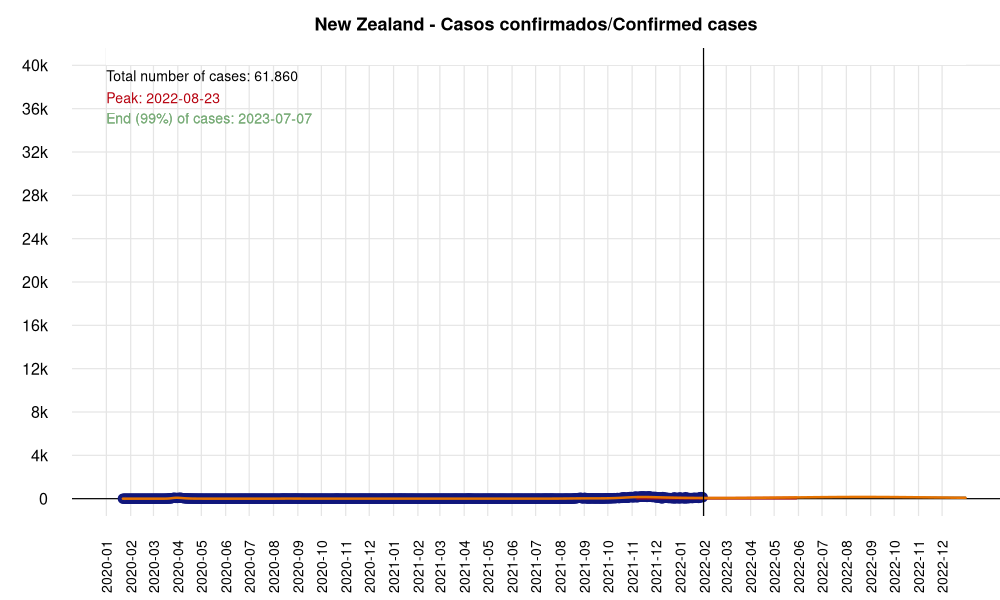 New Zealand - Casos confirmados/Confirmed cases
40k
Total number of cases: 61.860
Peak: 2022-08-23
36k
End (99%) of cases: 2023-07-07
32k
28k
24k
20k
16k
12k
8k
4k
0
2020-01
2020-02
2020-03
2020-04
2020-05
2020-06
2020-07
2020-08
2020-09
2020-10
2020-11
2020-12
2021-01
2021-02
2021-03
2021-04
2021-05
2021-06
2021-07
2021-08
2021-09
2021-10
2021-11
2021-12
2022-01
2022-02
2022-03
2022-04
2022-05
2022-06
2022-07
2022-08
2022-09
2022-10
2022-11
2022-12